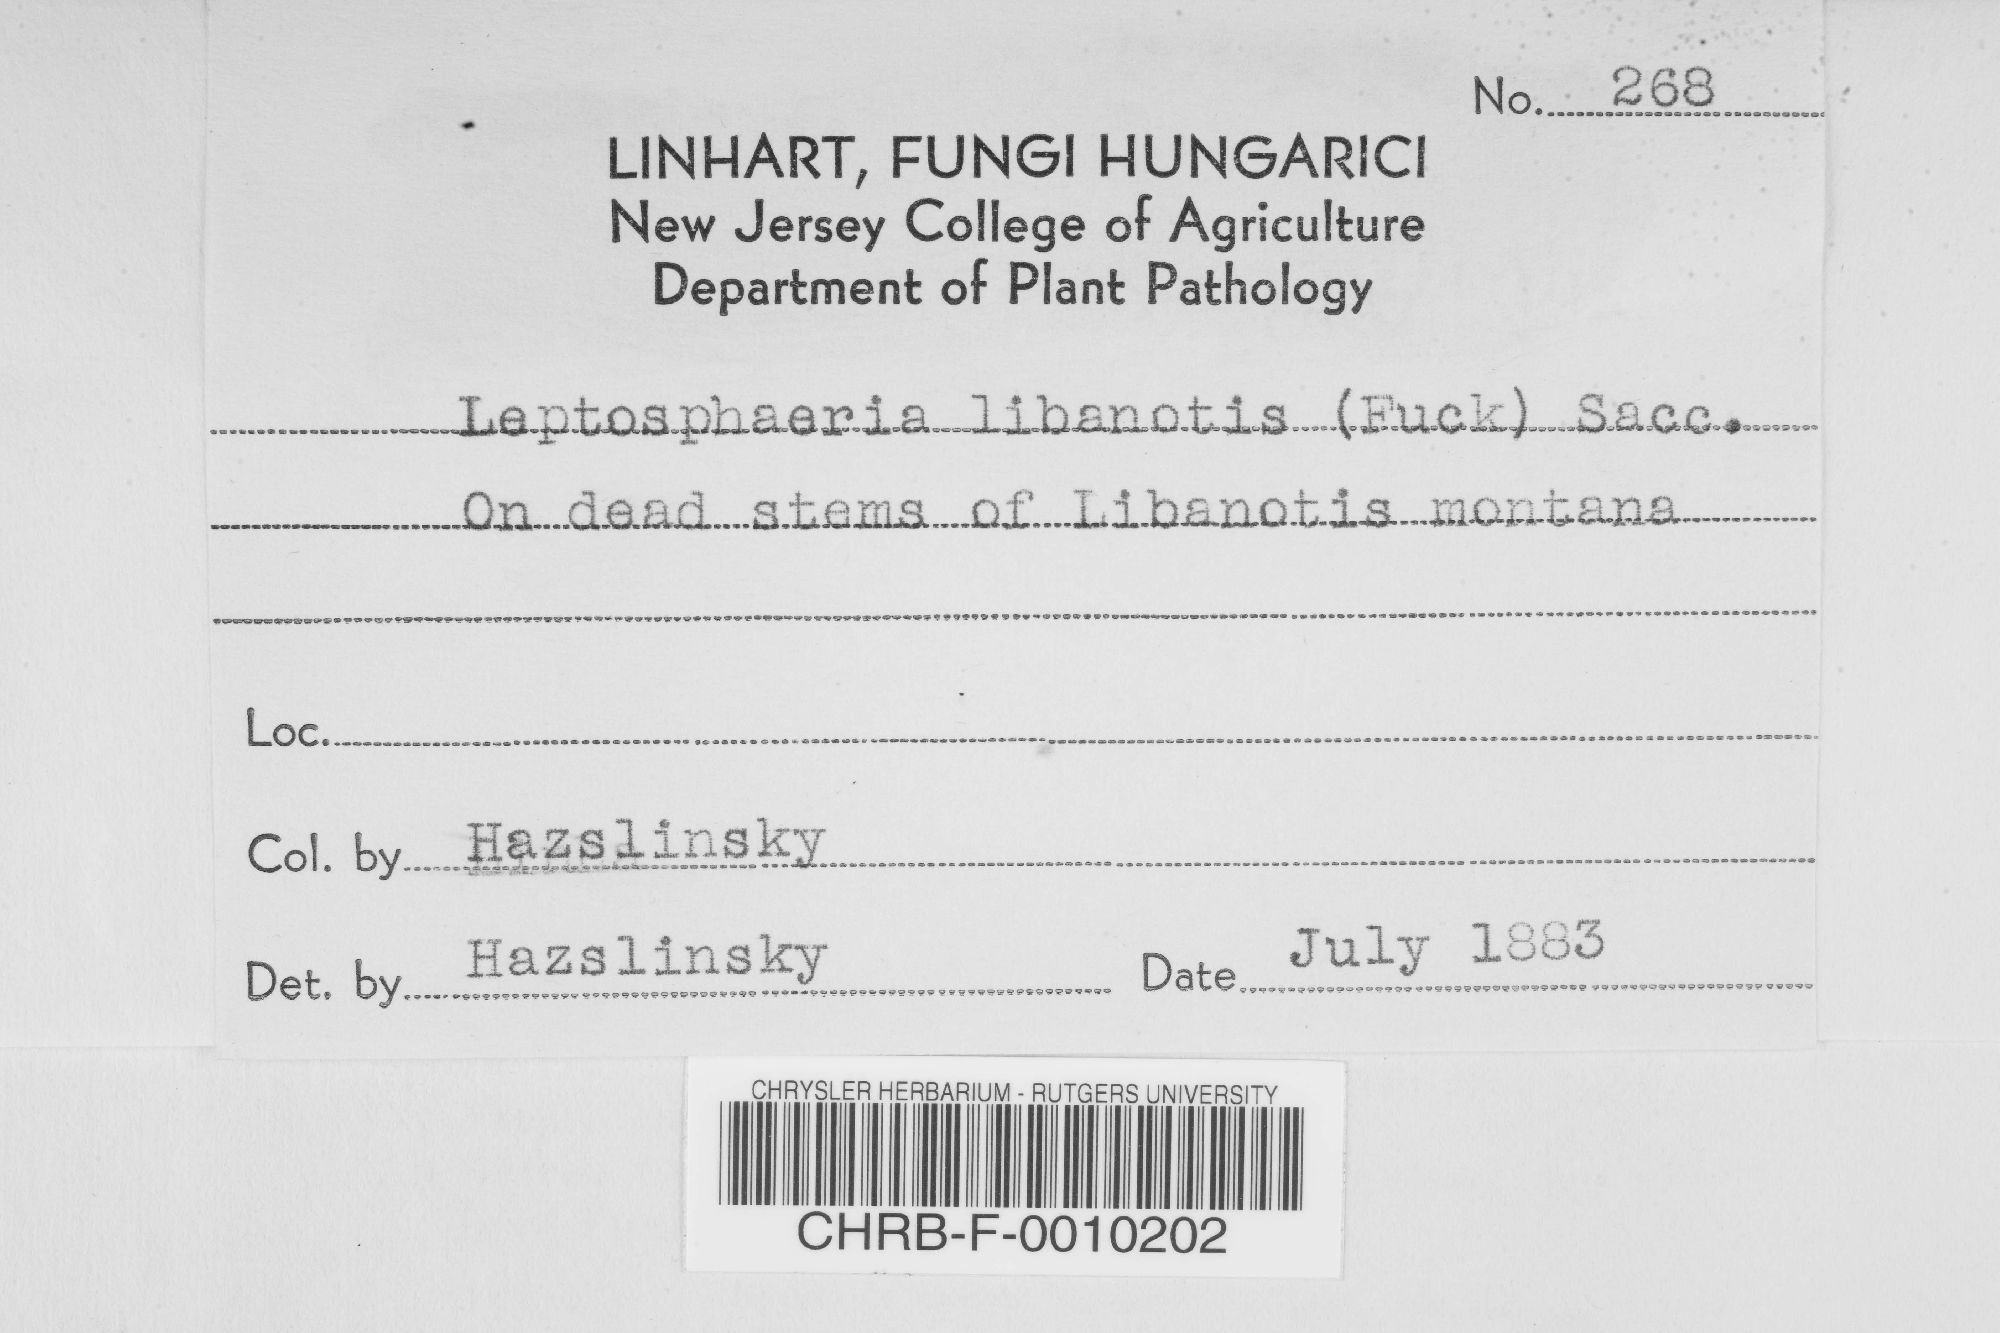 No. 268
LINHART, FUNGI HUNGARICI
New Jersey College of Agriculture
Department of Plant Pathology
Leptosphaeria libanotis (Fuck) Sacc.
On dead stems of Libanotis montana
Loc.
Col. by Hazslinsky
Det. by Hazslinsky Date July 1883
CHRYSLER HERBARIUM - RUTGERS UNIVERSITY
CHRB-F-0010202